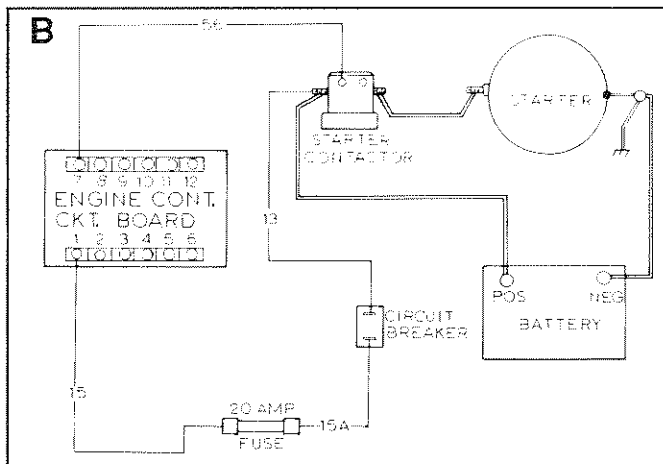 B
56
STARTER
STARTER
CONTACTOR
7 8 9 10 11 12
ENGINE CONT.
CKT. BOARD
1 2 3 4 5 6
13
POS
NEG
BATTERY
CIRCUIT
BREAKER
15
20 AMP
FUSE
15A